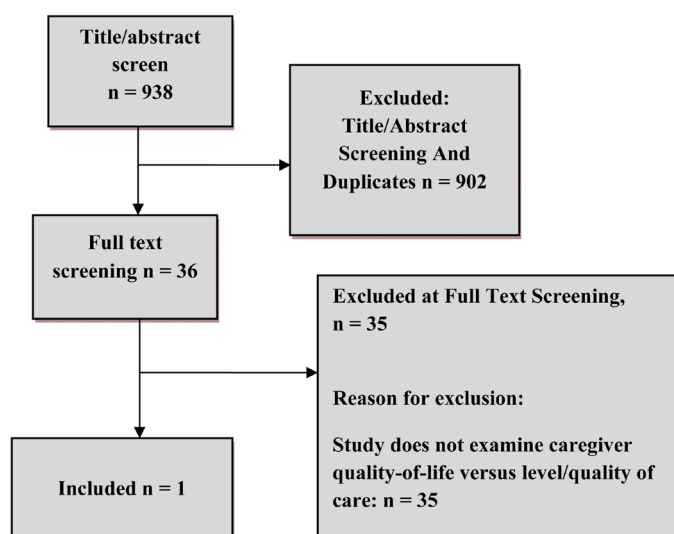 Title/abstract
screen
n = 938
Excluded:
Title/Abstract
Screening And
Duplicates n = 902
Full text
screening n = 36
Excluded at Full Text Screening,
n = 35
Reason for exclusion:
Study does not examine caregiver
quality-of-life versus level/quality of
care: n = 35
Included n = 1